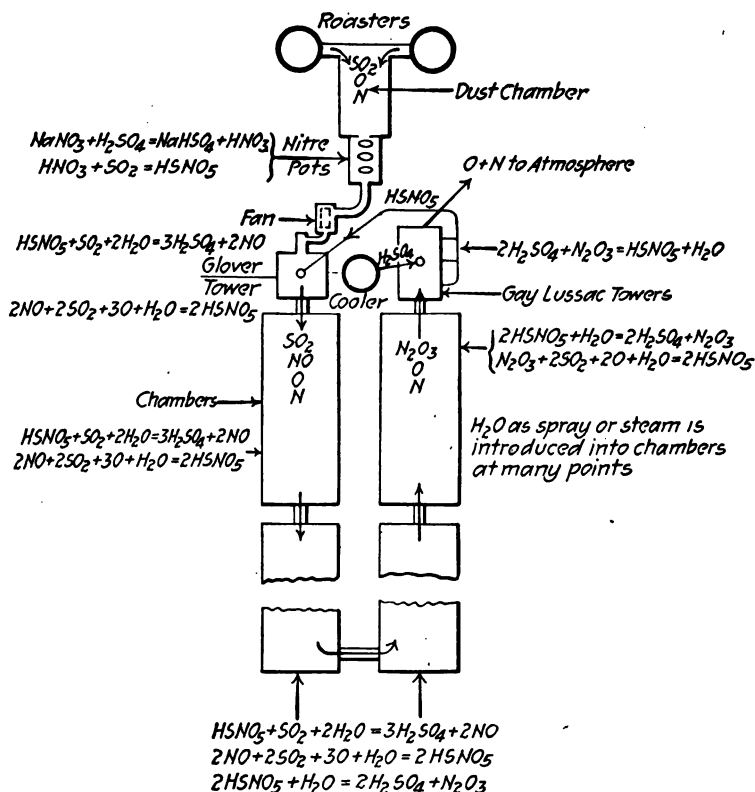 Roasters
SO2
O
N
Dust Chamber
NaNO3+H2SO4=NaHSO4+HNO3
HNO3+SO2=HSNO5
Nitre
Pots
O+N to Atmosphere
HSNO5
Fan
HSNO5+SO2+2H2O=3H2SO4+2NO
H2SO4
2H2SO4+N2O3=HSNO5+H2O
Glover
Tower
Cooler
Gay Lussac Towers
2NO+2SO2+3O+H2O=2HSNO5
SO2
NO
O
N
N2O3
O
N
2HSNO5+H2O=2H2SO4+N2O3
N2O3+2SO2+2O+H2O=2HSNO5
Chambers
HSNO5+SO2+2H2O=3H2SO4+2NO
2NO+2SO2+3O+H2O=2HSNO5
H2O as spray or steam is
introduced into chambers
at many points
HSNO5+SO2+2H2O=3H2SO4+2NO
2NO+2SO2+3O+H2O=2HSNO5
2HSNO5+H2O=2H2SO4+N2O3